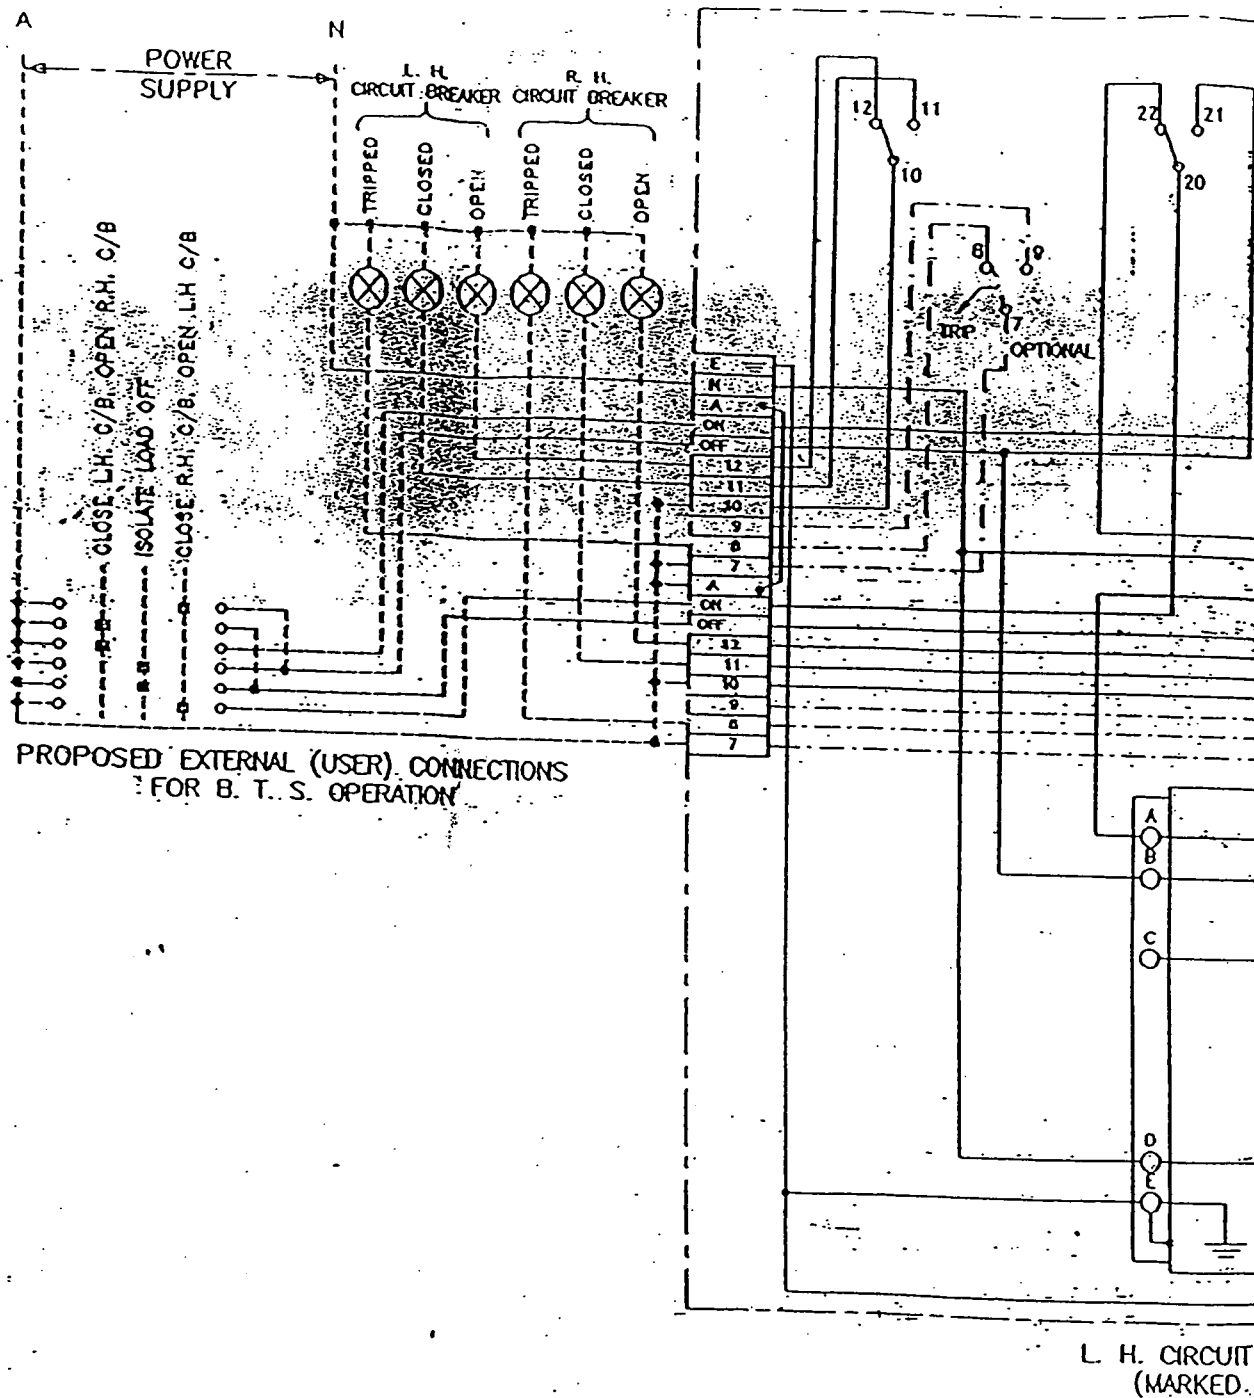 A
N
POWER
SUPPLY
L. H.
CIRCUIT BREAKER
R. H.
CIRCUIT BREAKER
TRIPPED
CLOSED
OPEN
TRIPPED
CLOSED
OPEN
CLOSE L.H. C/B, OPEN R.H. C/B
ISOLATE LOAD OFF
CLOSE R.H. C/B, OPEN L.H C/B
12
11
10
22
21
20
8
9
7
TRIP
OPTIONAL
E
N
A
ON
OFF
12
11
10
9
8
7
A
ON
OFF
12
11
10
9
8
7
PROPOSED EXTERNAL (USER) CONNECTIONS
FOR B. T. S. OPERATION
A
B
C
D
E
L. H. CIRCUIT
(MARKED